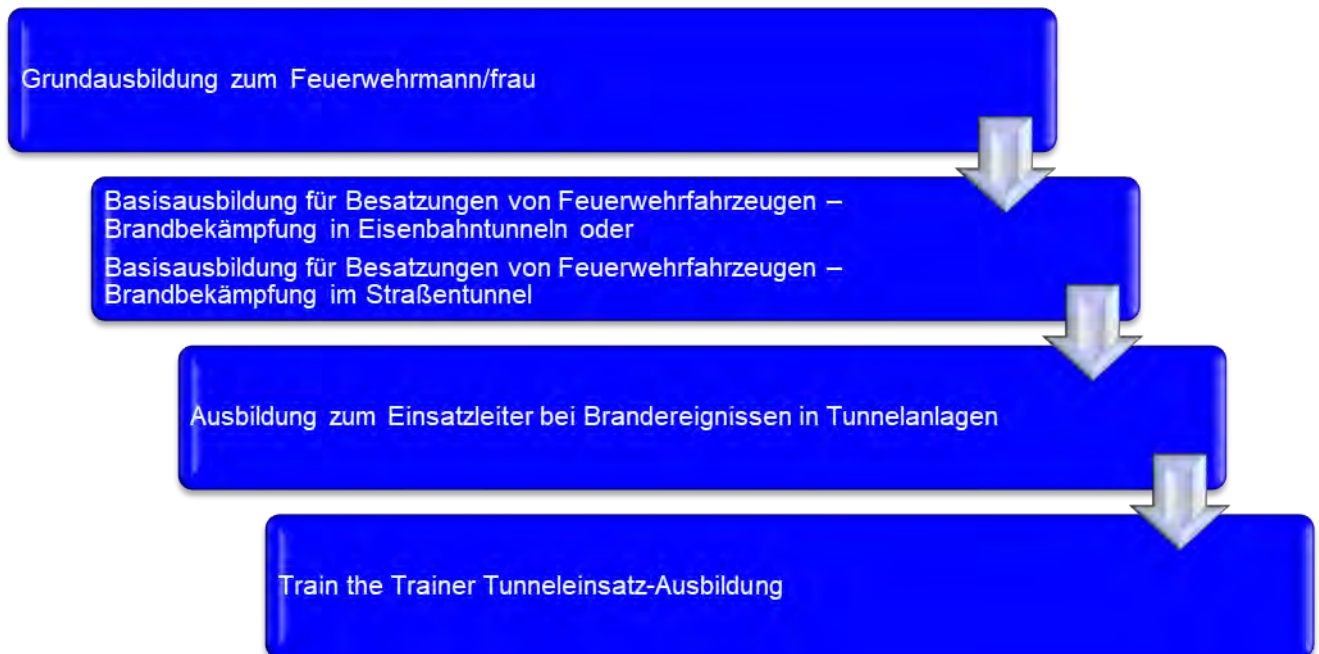 Grundausbildung zum Feuerwehrmann/frau
Basisausbildung für Besatzungen von Feuerwehrfahrzeugen –
Brandbekämpfung in Eisenbahntunneln oder
Basisausbildung für Besatzungen von Feuerwehrfahrzeugen –
Brandbekämpfung im Straßentunnel
Ausbildung zum Einsatzleiter bei Brandereignissen in Tunnelanlagen
Train the Trainer Tunneleinsatz-Ausbildung